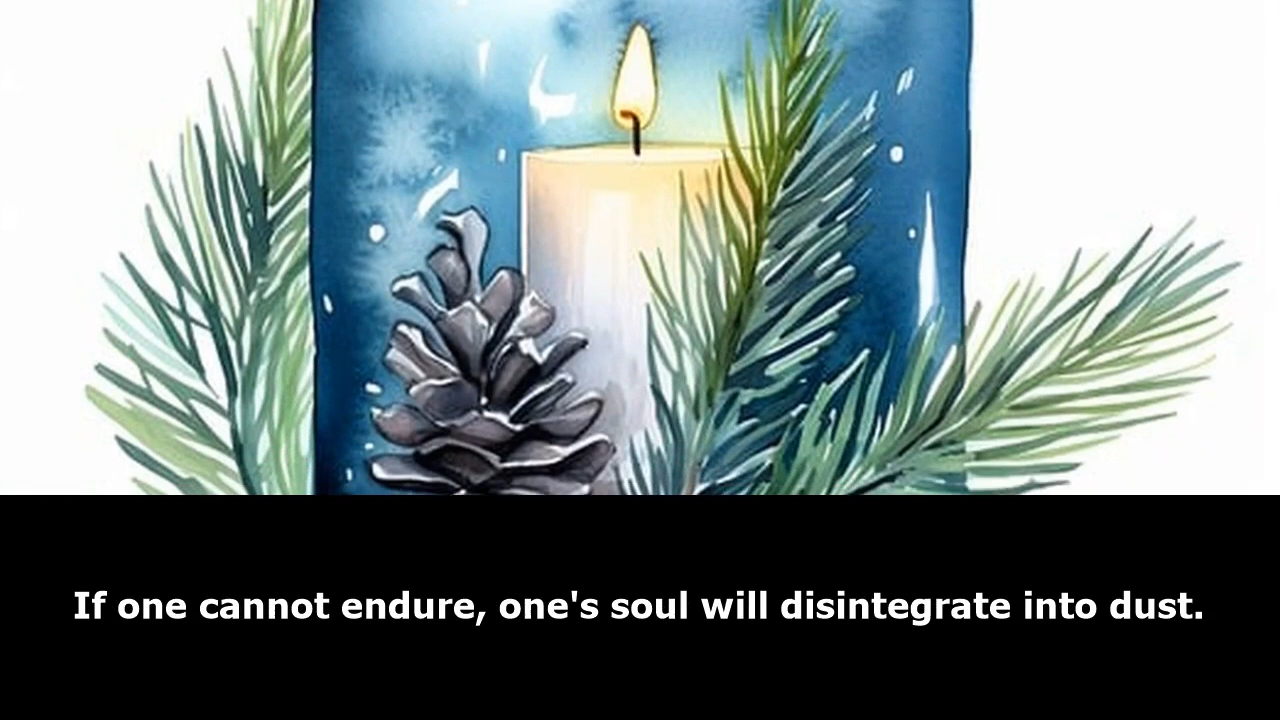 If one cannot endure, one's soul will disintegrate into dust.